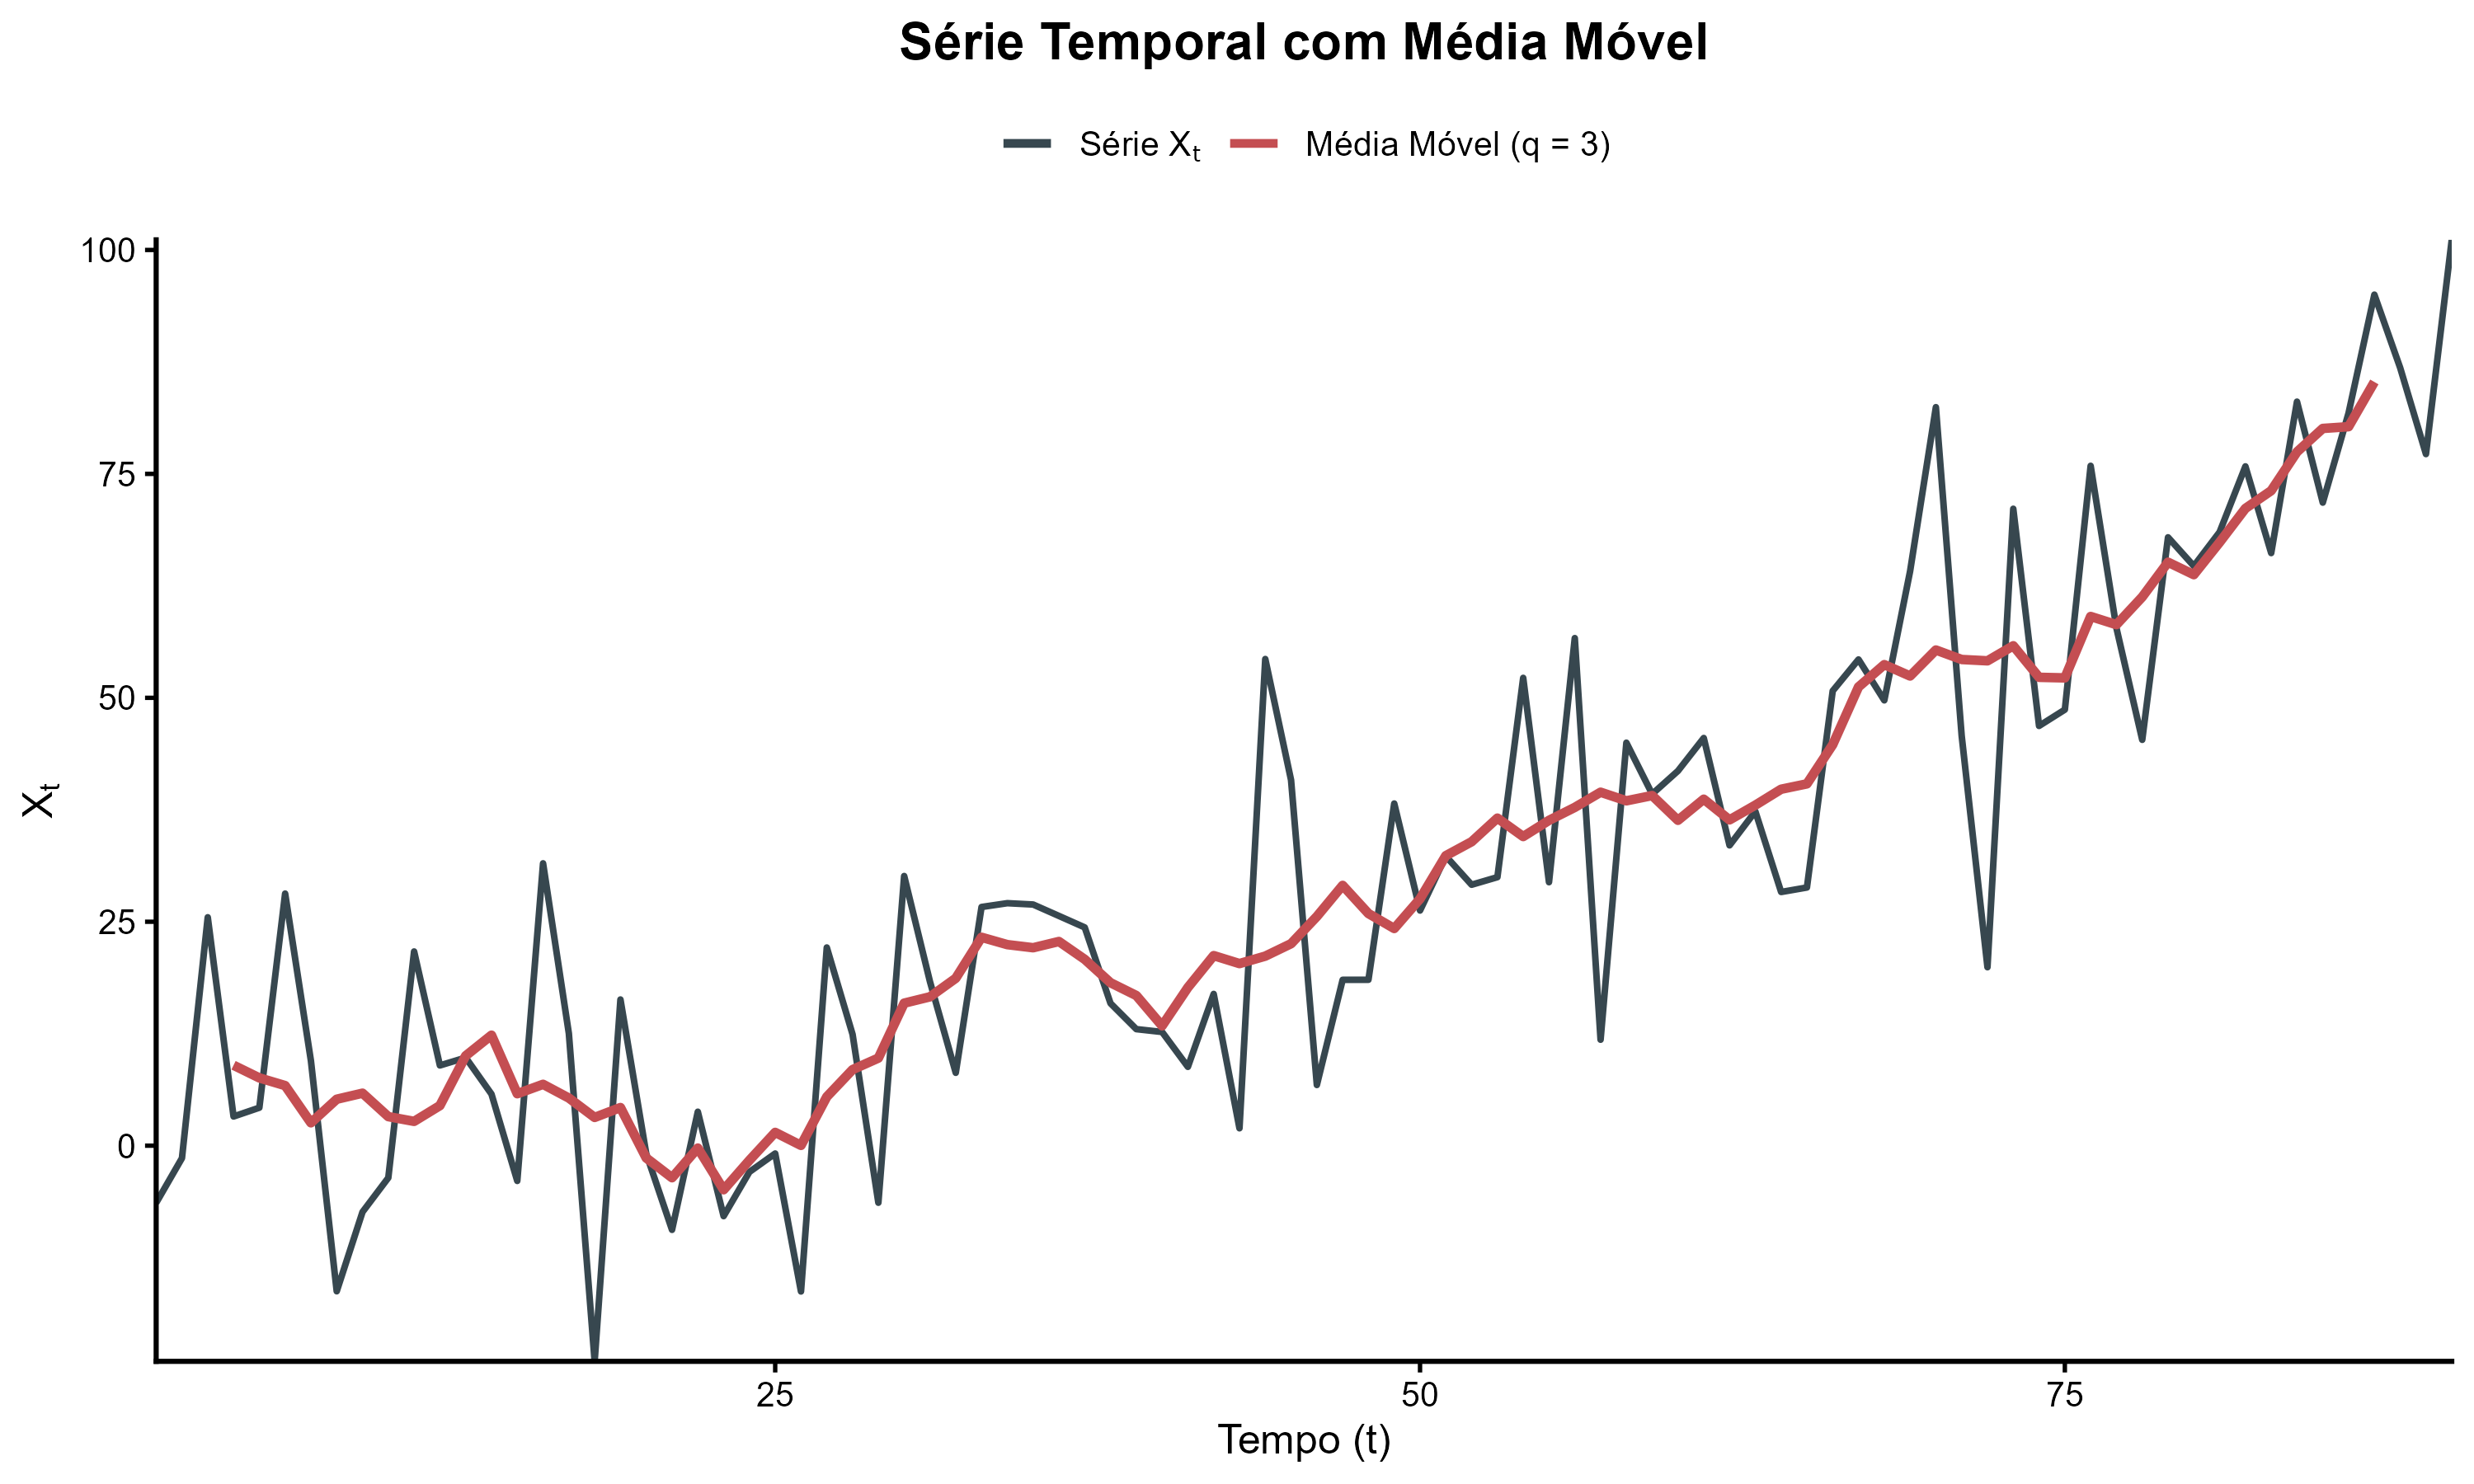 Série Temporal com Média Móvel
Série Xₜ Média Móvel (q = 3)
100
75
50
25
0
Xₜ
25 50 75
Tempo (t)